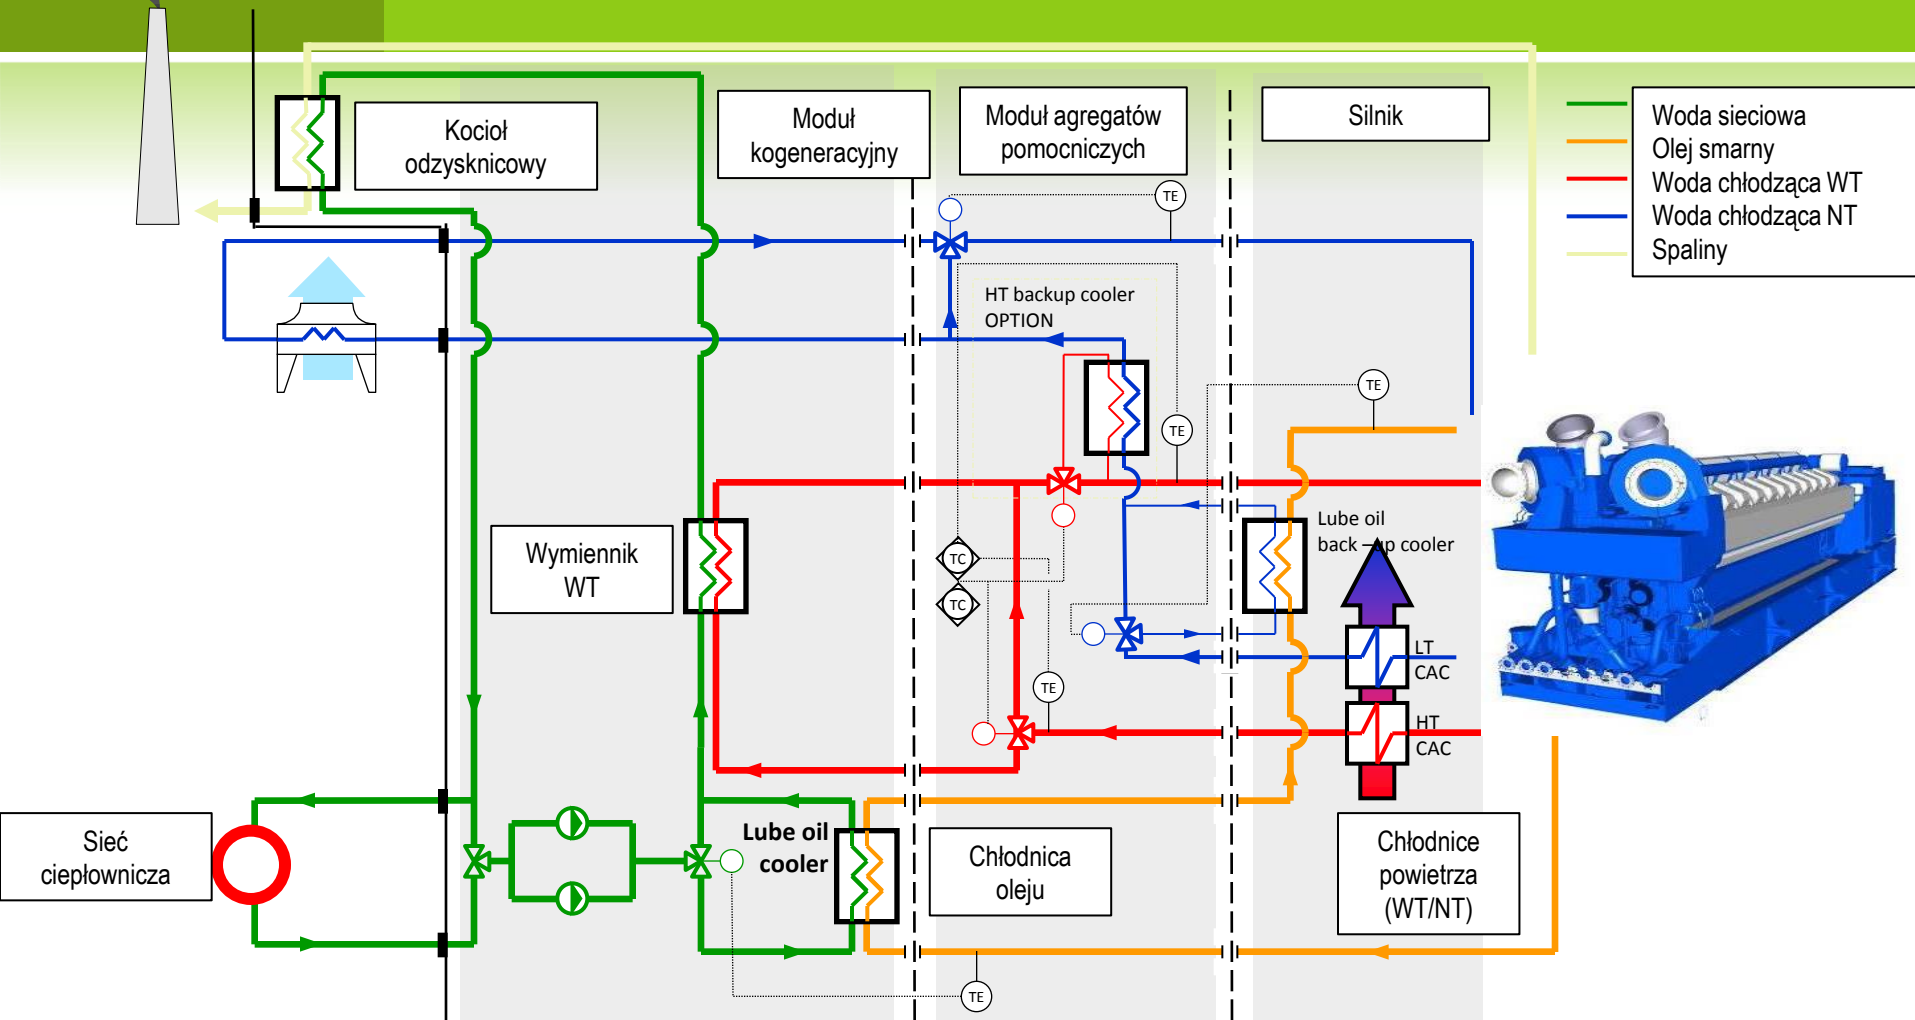 Kocioł
odzysknicowy
Moduł
kogeneracyjny
Moduł agregatów
pomocniczych
Silnik
Woda sieciowa
Olej smarny
Woda chłodząca WT
Woda chłodząca NT
Spaliny
TE
HT backup cooler
OPTION
TE
TE
Lube oil
back –up cooler
Wymiennik
WT
TC
TC
LT
CAC
TE
HT
CAC
Sieć
ciepłownicza
Lube oil
cooler
Chłodnica
oleju
Chłodnice
powietrza
(WT/NT)
TE